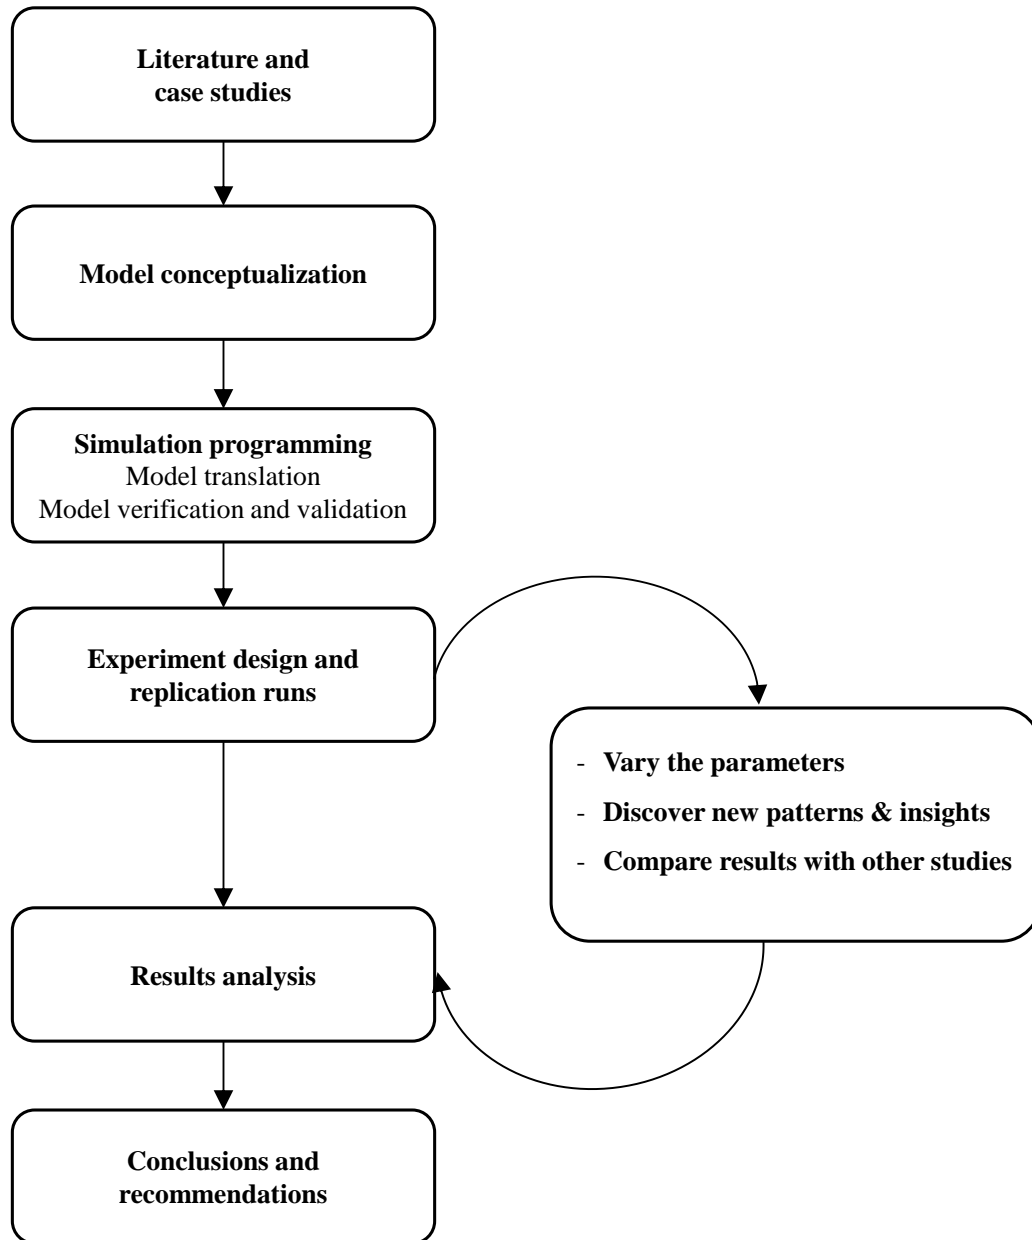 Literature and
case studies
Model conceptualization
Simulation programming
Model translation
Model verification and validation
Experiment design and
replication runs
- Vary the parameters
- Discover new patterns & insights
- Compare results with other studies
Results analysis
Conclusions and
recommendations